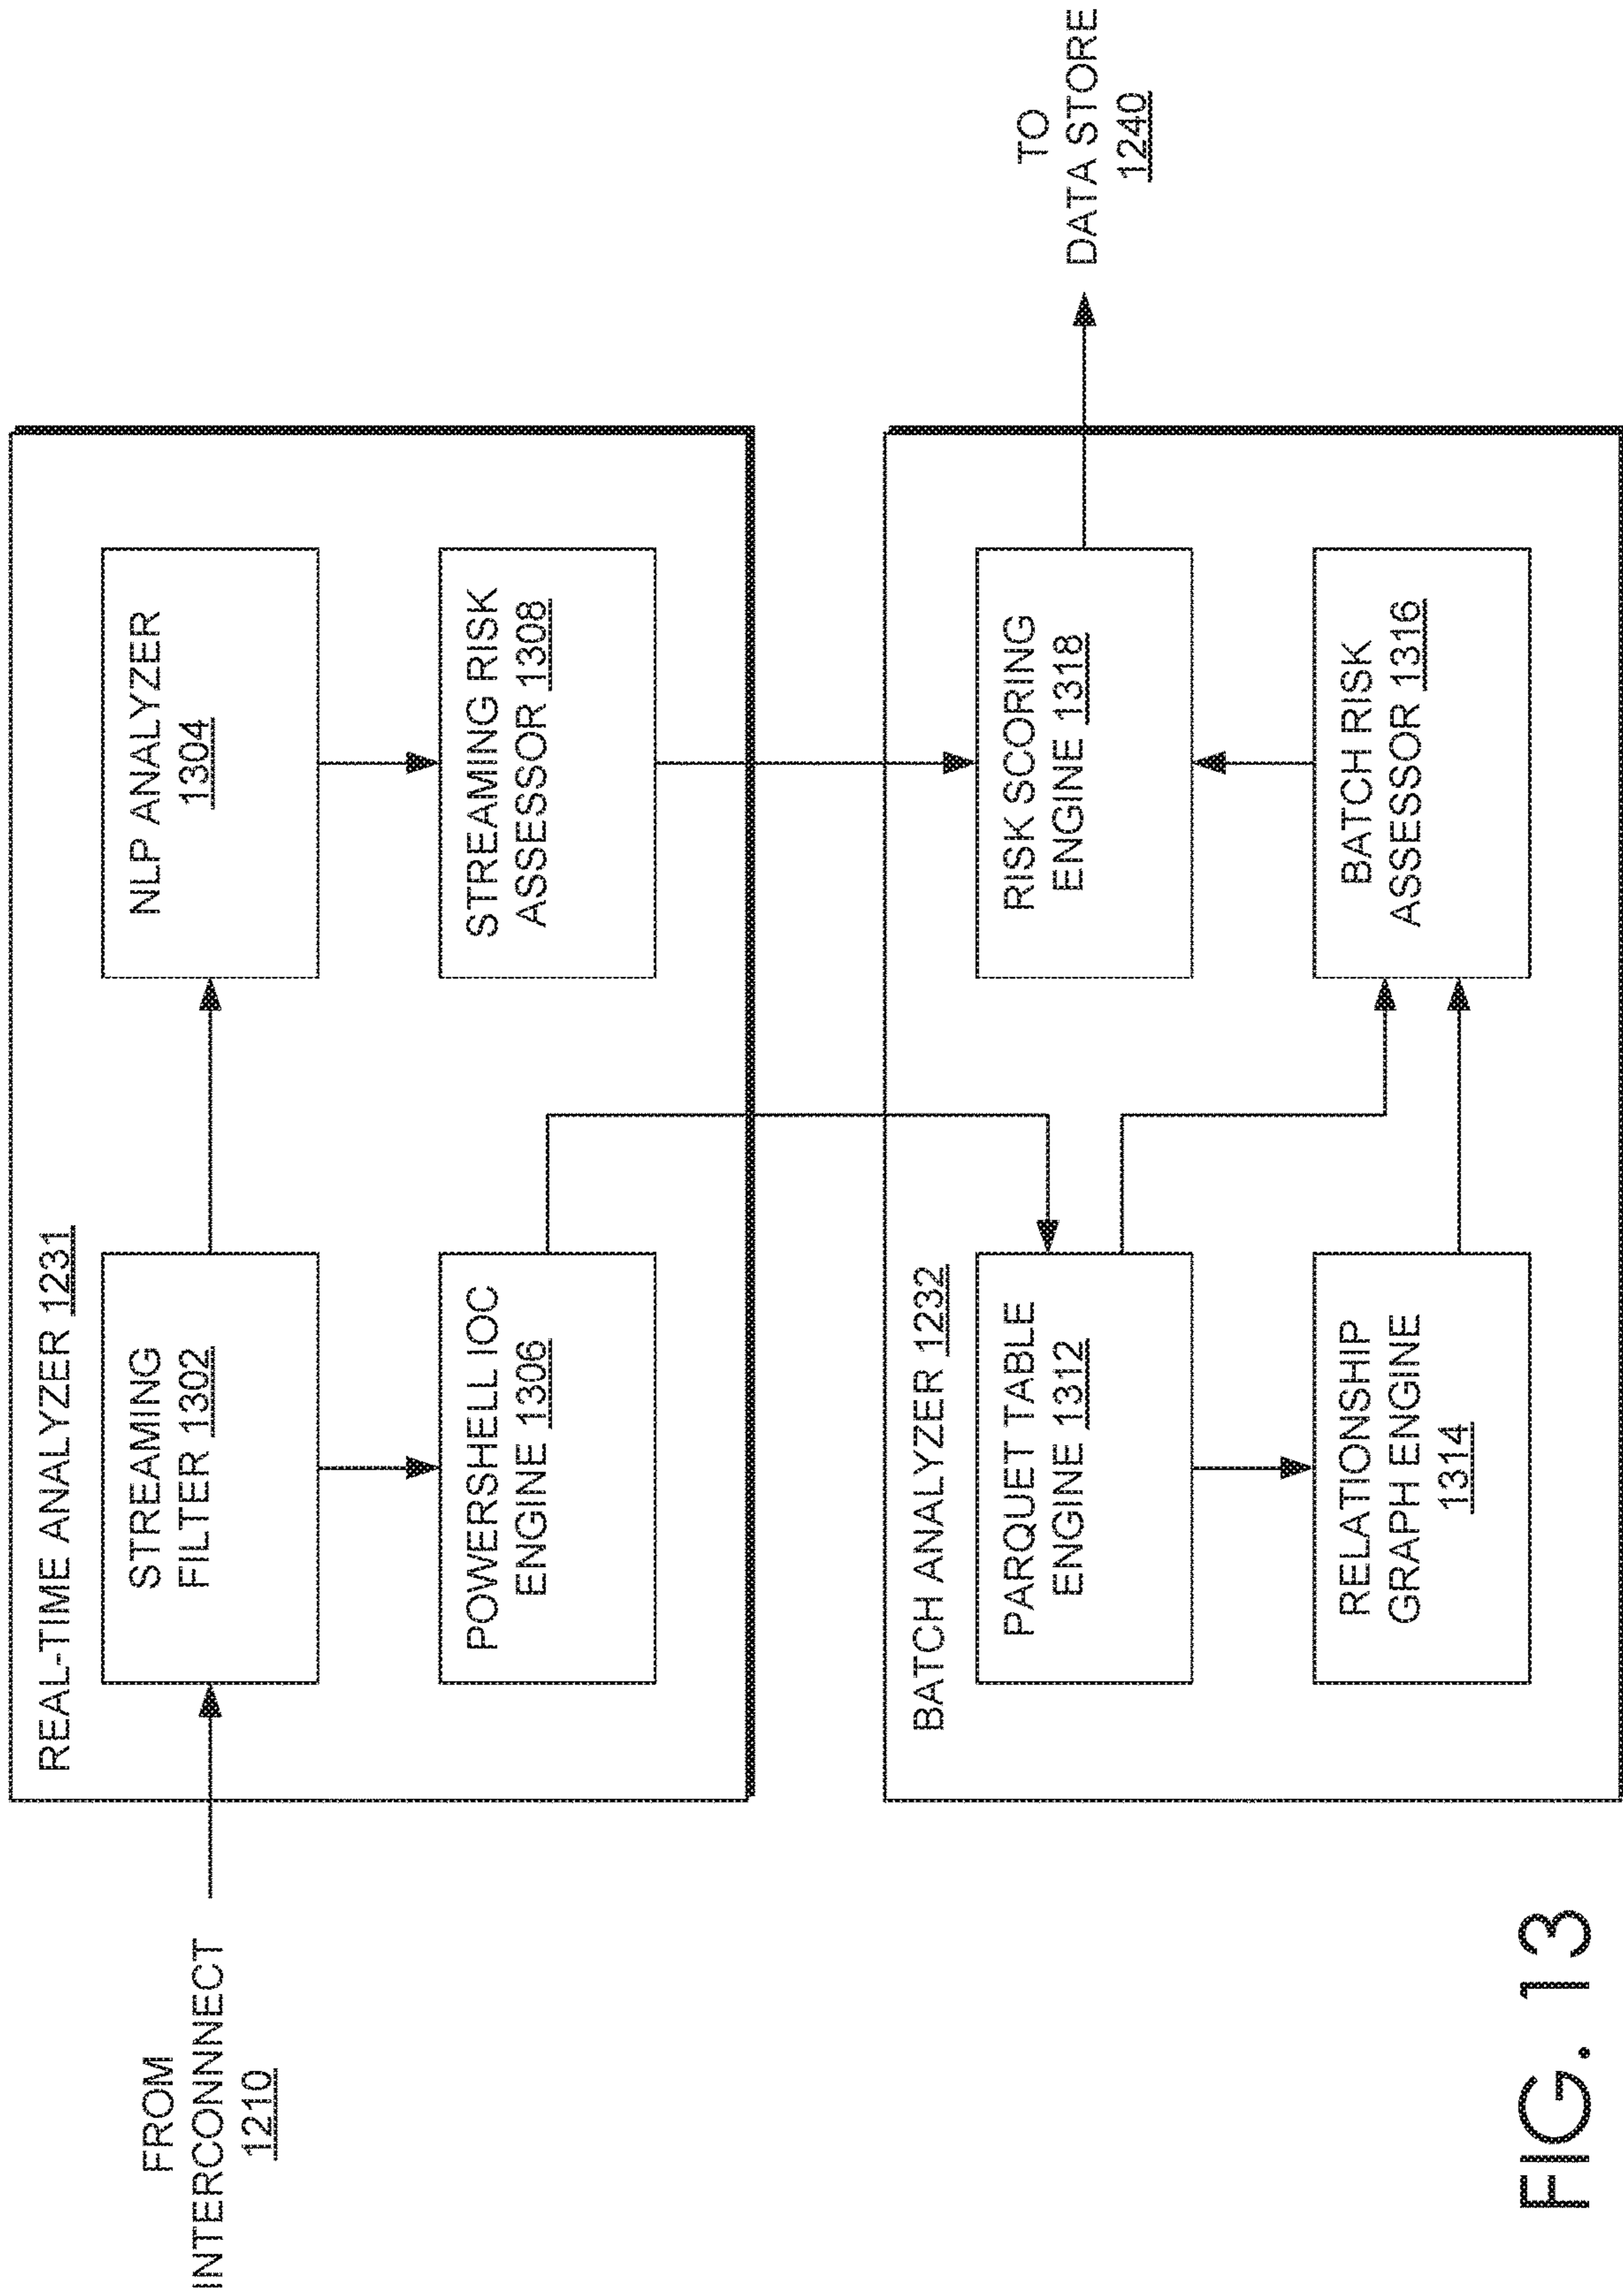 FROM
INTERCONNECT
1210
REAL-TIME ANALYZER 1231
STREAMING
FILTER 1302
NLP ANALYZER
1304
POWERSHELL IOC
ENGINE 1306
STREAMING RISK
ASSESSOR 1308
BATCH ANALYZER 1232
PARQUET TABLE
ENGINE 1312
RISK SCORING
ENGINE 1318
RELATIONSHIP
GRAPH ENGINE
1314
BATCH RISK
ASSESSOR 1316
TO
DATA STORE
1240
FIG. 13